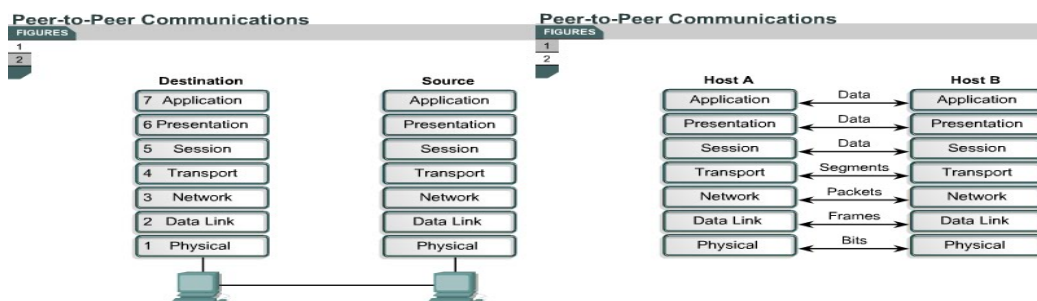 Peer-to-Peer Communications
FIGURES
1
2
Destination Source
7 Application Application
6 Presentation Presentation
5 Session Session
4 Transport Transport
3 Network Network
2 Data Link Data Link
1 Physical Physical
Peer-to-Peer Communications
FIGURES
1
2
Host A Host B
Application Data Application
Presentation Data Presentation
Session Data Session
Transport Segments Transport
Network Packets Network
Data Link Frames Data Link
Physical Bits Physical